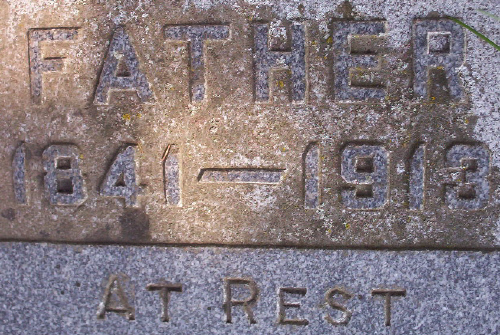 FATHER
1841 — 1913
AT REST